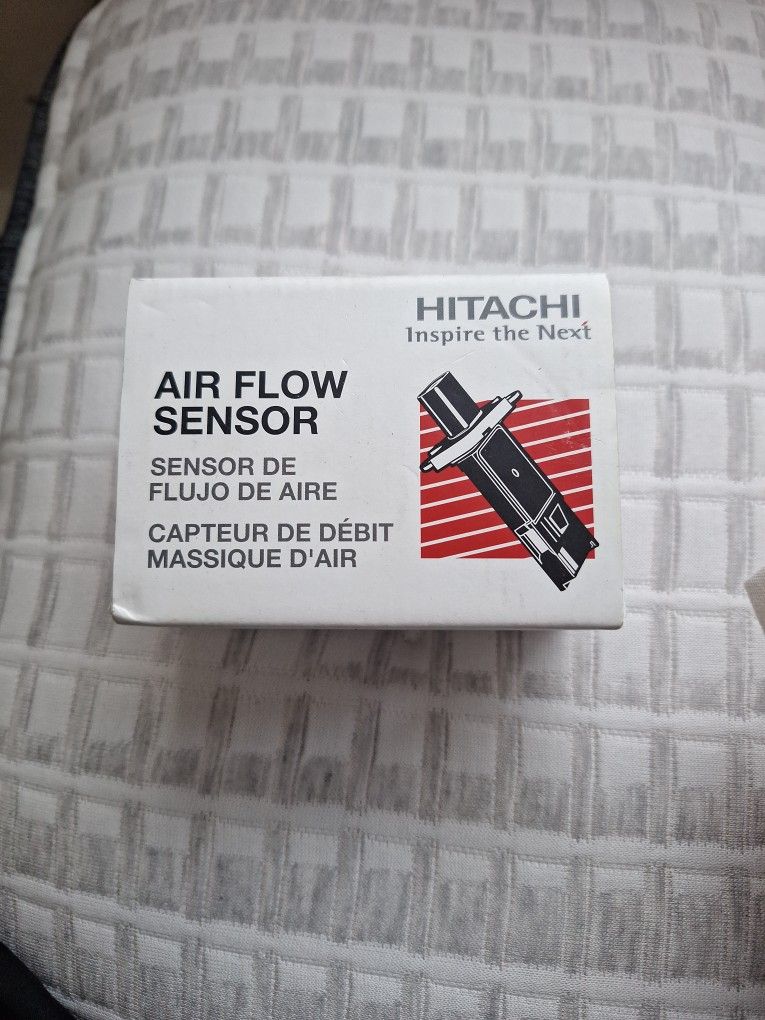 HITACHI
Inspire the Next
AIR FLOW
SENSOR
SENSOR DE
FLUJO DE AIRE
CAPTEUR DE DÉBIT
MASSIQUE D'AIR